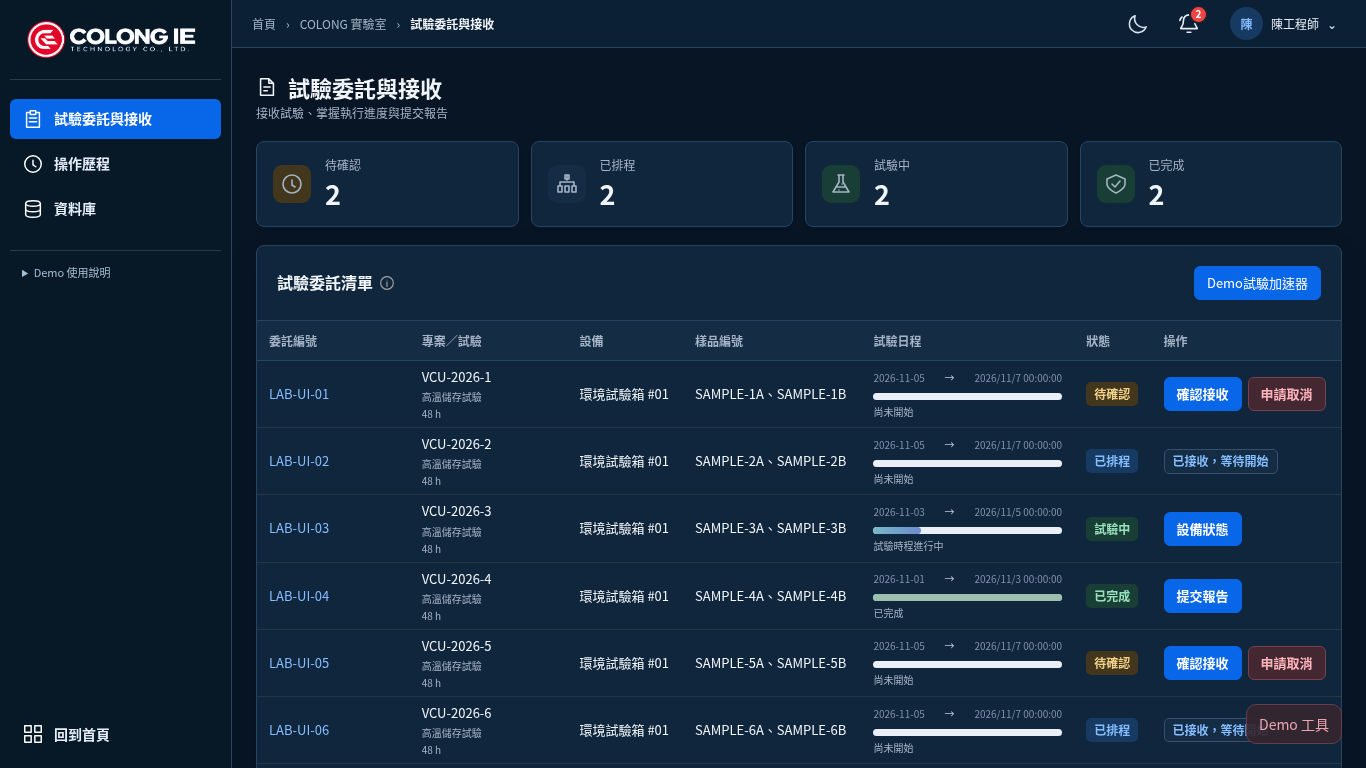 COLONG IE
TECHNOLOGY CO., LTD.
試驗委託與接收
操作歷程
資料庫
Demo 使用說明
回到首頁
首頁 › COLONG 實驗室 › 試驗委託與接收
2
陳 陳工程師
試驗委託與接收
接收試驗、掌握執行進度與提交報告
待確認
2
已排程
2
試驗中
2
已完成
2
試驗委託清單
Demo試驗加速器
委託編號 專案／試驗 設備 樣品編號 試驗日程 狀態 操作
LAB-UI-01 VCU-2026-1 高溫儲存試驗 48 h 環境試驗箱 #01 SAMPLE-1A、SAMPLE-1B 2026-11-05 → 2026/11/7 00:00:00 尚未開始 待確認 確認接收 申請取消
LAB-UI-02 VCU-2026-2 高溫儲存試驗 48 h 環境試驗箱 #01 SAMPLE-2A、SAMPLE-2B 2026-11-05 → 2026/11/7 00:00:00 尚未開始 已排程 已接收，等待開始
LAB-UI-03 VCU-2026-3 高溫儲存試驗 48 h 環境試驗箱 #01 SAMPLE-3A、SAMPLE-3B 2026-11-03 → 2026/11/5 00:00:00 試驗時程進行中 試驗中 設備狀態
LAB-UI-04 VCU-2026-4 高溫儲存試驗 48 h 環境試驗箱 #01 SAMPLE-4A、SAMPLE-4B 2026-11-01 → 2026/11/3 00:00:00 已完成 已完成 提交報告
LAB-UI-05 VCU-2026-5 高溫儲存試驗 48 h 環境試驗箱 #01 SAMPLE-5A、SAMPLE-5B 2026-11-05 → 2026/11/7 00:00:00 尚未開始 待確認 確認接收 申請取消
LAB-UI-06 VCU-2026-6 高溫儲存試驗 48 h 環境試驗箱 #01 SAMPLE-6A、SAMPLE-6B 2026-11-05 → 2026/11/7 00:00:00 尚未開始 已排程 已接收，等待
Demo 工具